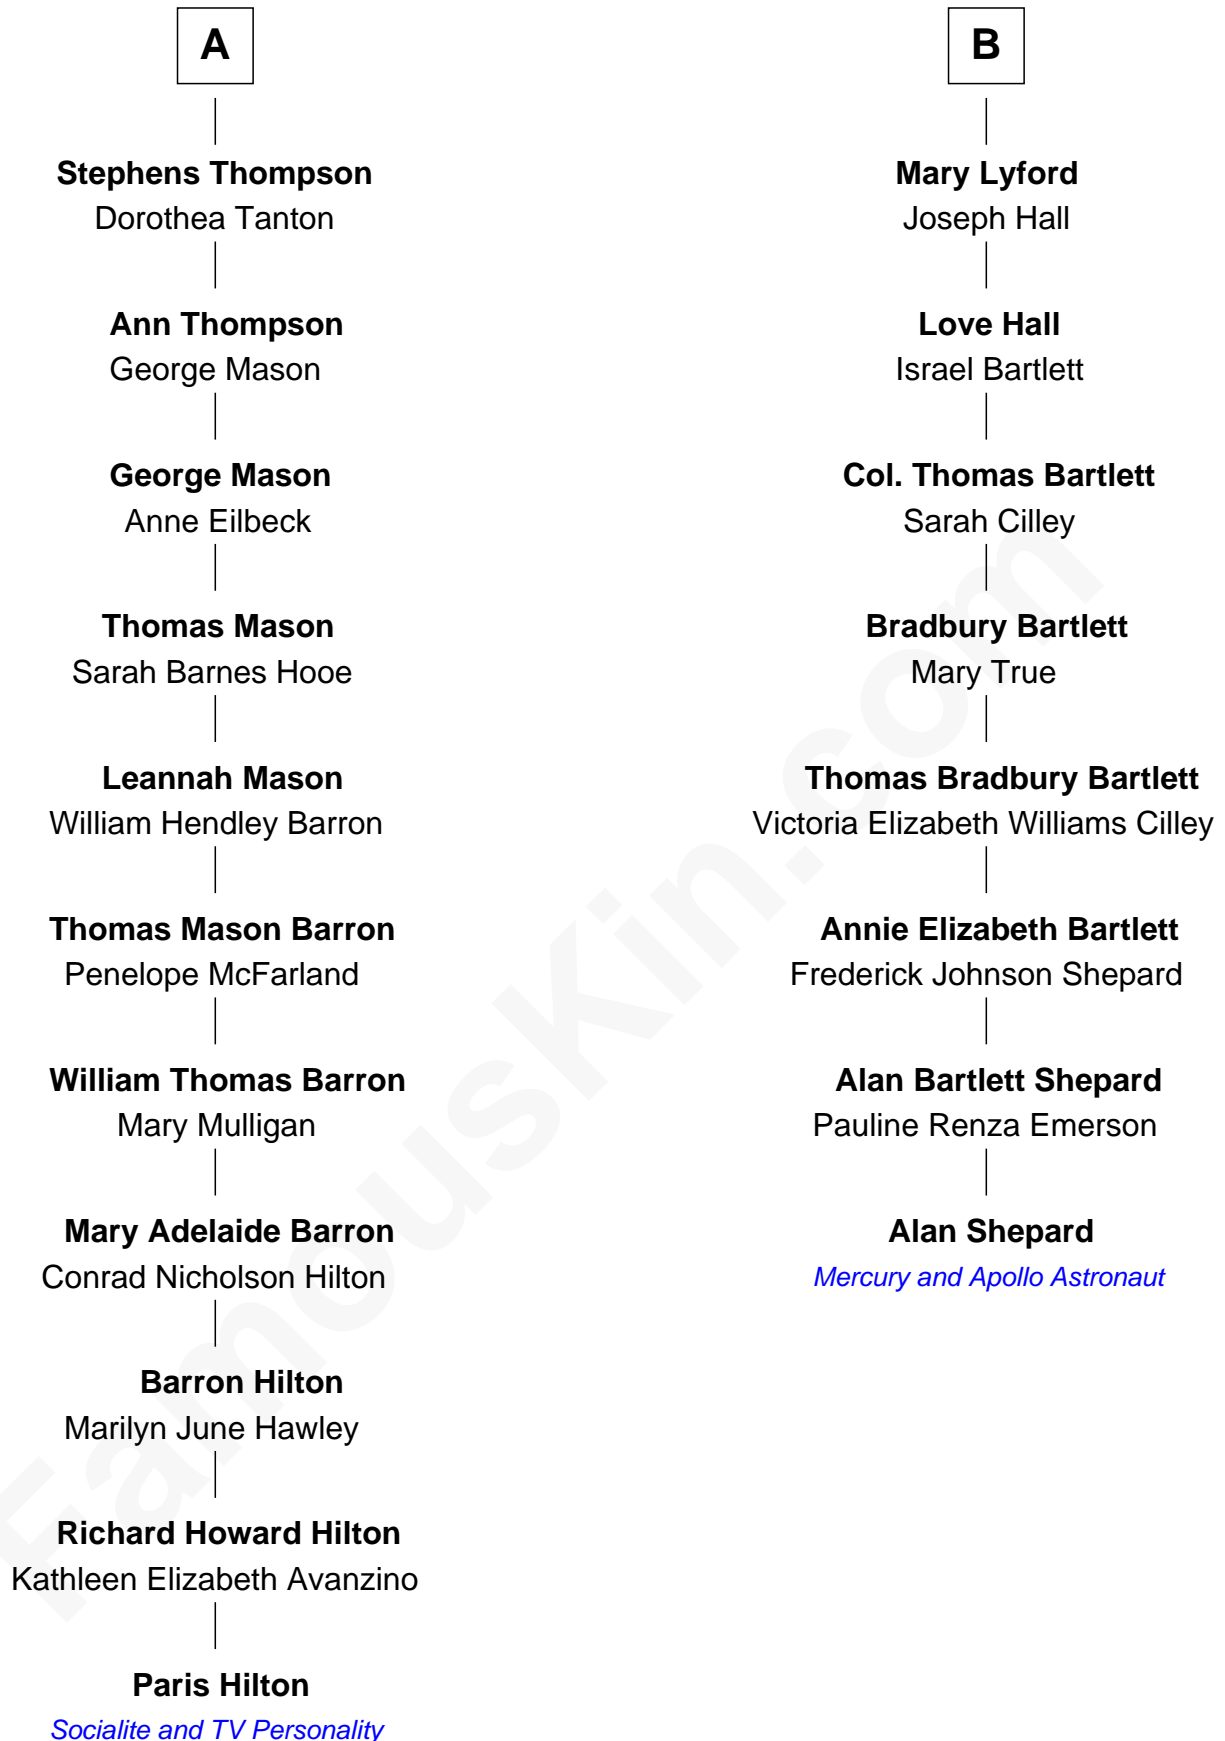 A
Stephens Thompson
Dorothea Tanton
Ann Thompson
George Mason
George Mason
Anne Eilbeck
Thomas Mason
Sarah Barnes Hooe
Leannah Mason
William Hendley Barron
Thomas Mason Barron
Penelope McFarland
William Thomas Barron
Mary Mulligan
Mary Adelaide Barron
Conrad Nicholson Hilton
Barron Hilton
Marilyn June Hawley
Richard Howard Hilton
Kathleen Elizabeth Avanzino
Paris Hilton
Socialite and TV Personality
B
Mary Lyford
Joseph Hall
Love Hall
Israel Bartlett
Col. Thomas Bartlett
Sarah Cilley
Bradbury Bartlett
Mary True
Thomas Bradbury Bartlett
Victoria Elizabeth Williams Cilley
Annie Elizabeth Bartlett
Frederick Johnson Shepard
Alan Bartlett Shepard
Pauline Renza Emerson
Alan Shepard
Mercury and Apollo Astronaut
FamousKin.com